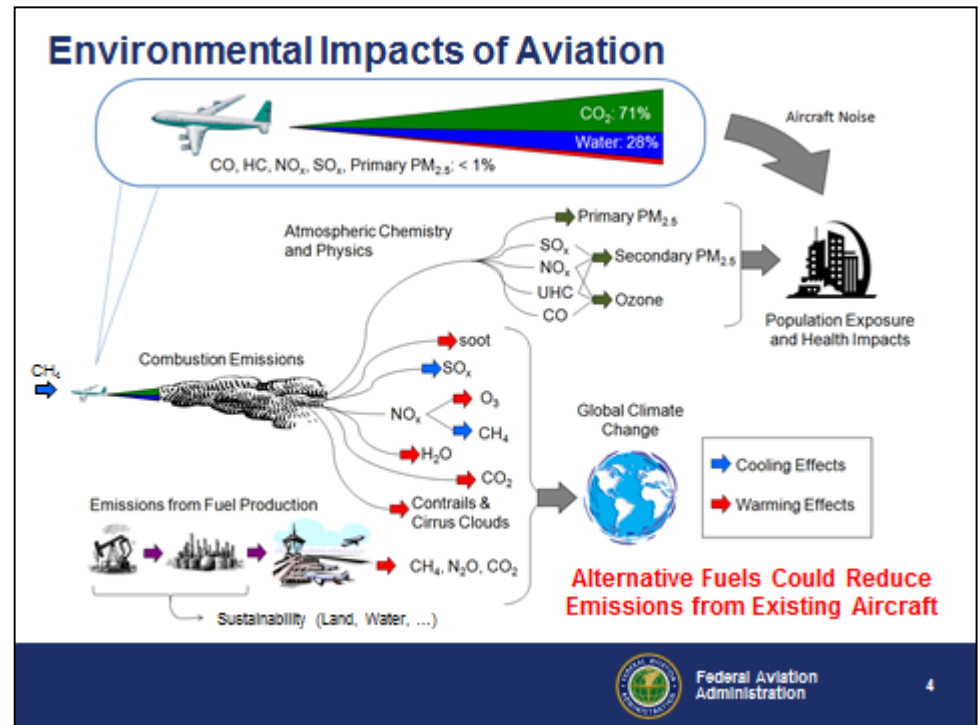 Environmental Impacts of Aviation
CO₂: 71%
Water: 28%
CO, HC, NOₓ, SOₓ, Primary PM₂.₅: < 1%
Aircraft Noise
Atmospheric Chemistry
and Physics
Primary PM₂.₅
SOₓ
NOₓ
UHC
CO
Secondary PM₂.₅
Ozone
Population Exposure
and Health Impacts
CH₄
Combustion Emissions
soot
SOₓ
NOₓ
O₃
CH₄
H₂O
CO₂
Contrails &
Cirrus Clouds
Global Climate
Change
Cooling Effects
Warming Effects
Emissions from Fuel Production
CH₄, N₂O, CO₂
Sustainability (Land, Water, ...)
Alternative Fuels Could Reduce
Emissions from Existing Aircraft
Federal Aviation
Administration
4